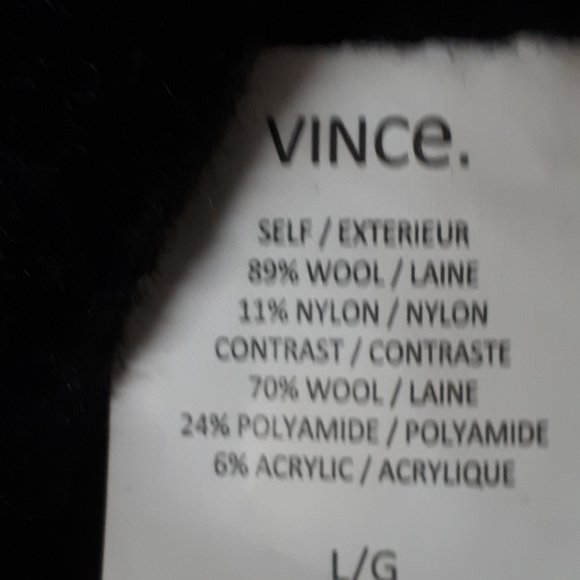 VINCe.
SELF / EXTERIEUR
89% WOOL / LAINE
11% NYLON / NYLON
CONTRAST / CONTRASTE
70% WOOL / LAINE
24% POLYAMIDE / POLYAMIDE
6% ACRYLIC / ACRYLIQUE
L/G